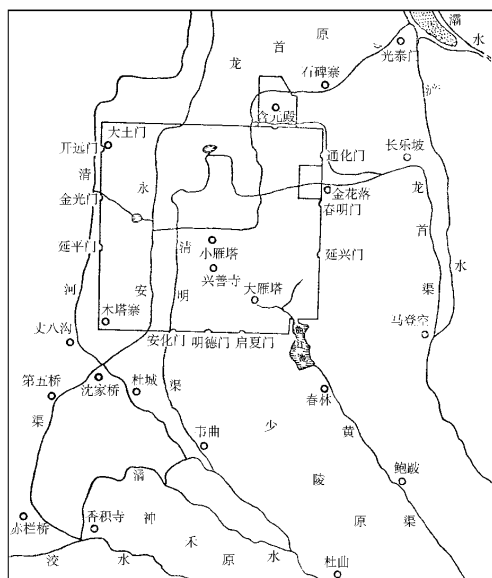 龙首原
灞水
光泰门
石碑寨
浐水
含元殿
大土门
开远门
通化门
长乐坡
清河
永安渠
金花落
龙首渠
金光门
春明门
清明渠
小雁塔
延平门
延兴门
兴善寺
大雁塔
木塔寨
马登空
丈八沟
安化门
明德门
启夏门
第五桥
沈家桥
杜城
春林
韦曲
少陵原
黄渠
鲍陂
潏水
神禾原
赤栏桥
香积寺
洨水
杜曲